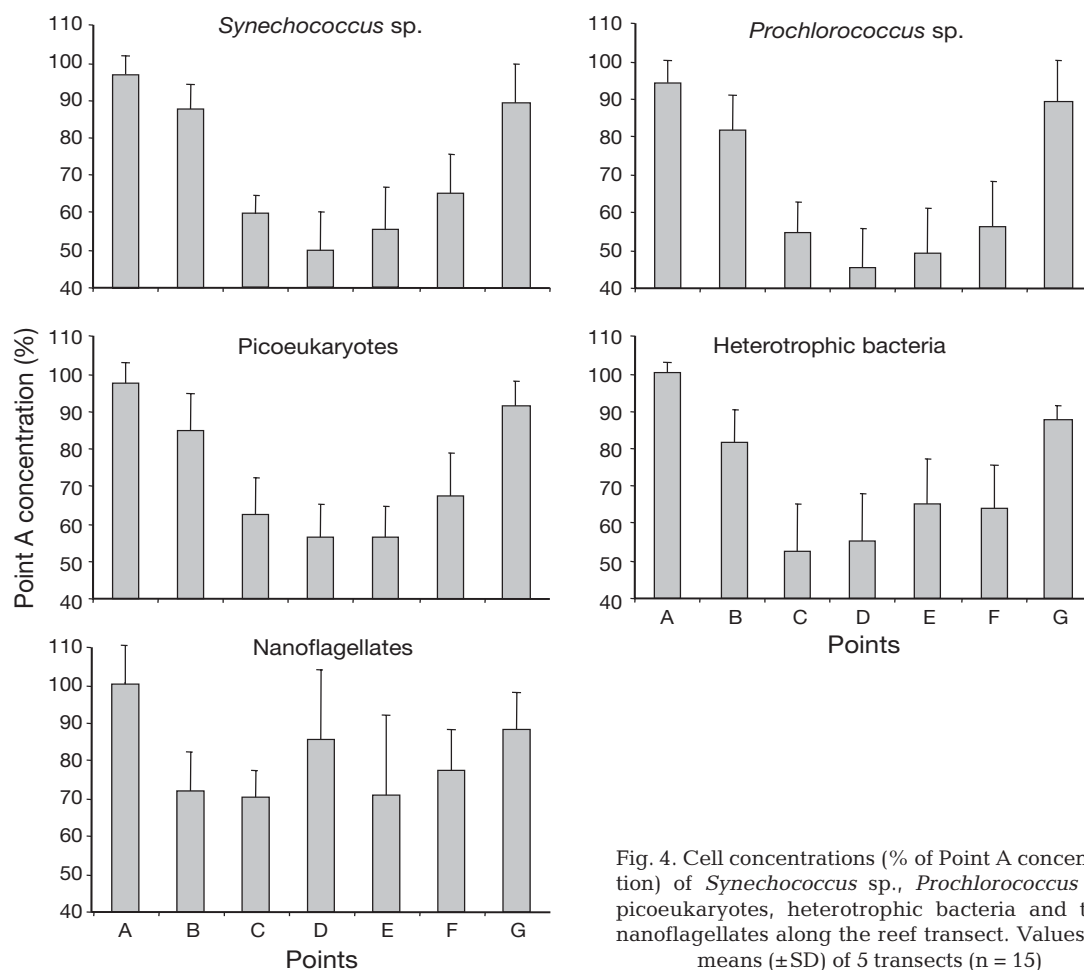 Synechococcus sp.
110
100
90
80
70
60
50
40
Prochlorococcus sp.
110
100
90
80
70
60
50
40
Point A concentration (%)
Picoeukaryotes
110
100
90
80
70
60
50
40
Heterotrophic bacteria
110
100
90
80
70
60
50
40
A B C D E F G
Points
Nanoflagellates
110
100
90
80
70
60
50
40
A B C D E F G
Points
Fig. 4. Cell concentrations (% of Point A concen
tion) of Synechococcus sp., Prochlorococcus
picoeukaryotes, heterotrophic bacteria and t
nanoflagellates along the reef transect. Values
means (±SD) of 5 transects (n = 15)